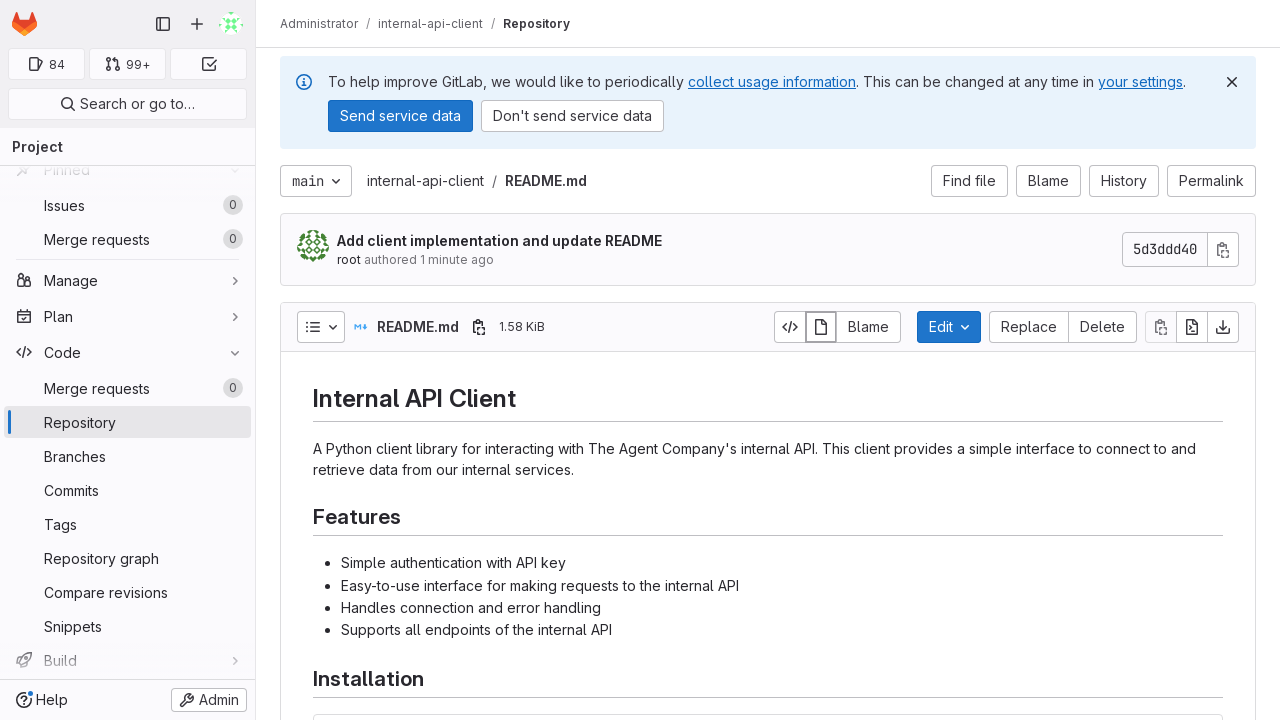 Administrator / internal-api-client / Repository
84
99+
Search or go to…
Project
Pinned
Issues 0
Merge requests 0
Manage
Plan
Code
Merge requests 0
Repository
Branches
Commits
Tags
Repository graph
Compare revisions
Snippets
Build
Help
Admin
To help improve GitLab, we would like to periodically collect usage information. This can be changed at any time in your settings.
Send service data
Don't send service data
main
internal-api-client / README.md
Find file
Blame
History
Permalink
Add client implementation and update README
root authored 1 minute ago
5d3ddd40
README.md
1.58 KiB
Blame
Edit
Replace
Delete
Internal API Client
A Python client library for interacting with The Agent Company's internal API. This client provides a simple interface to connect to and
retrieve data from our internal services.
Features
Simple authentication with API key
Easy-to-use interface for making requests to the internal API
Handles connection and error handling
Supports all endpoints of the internal API
Installation